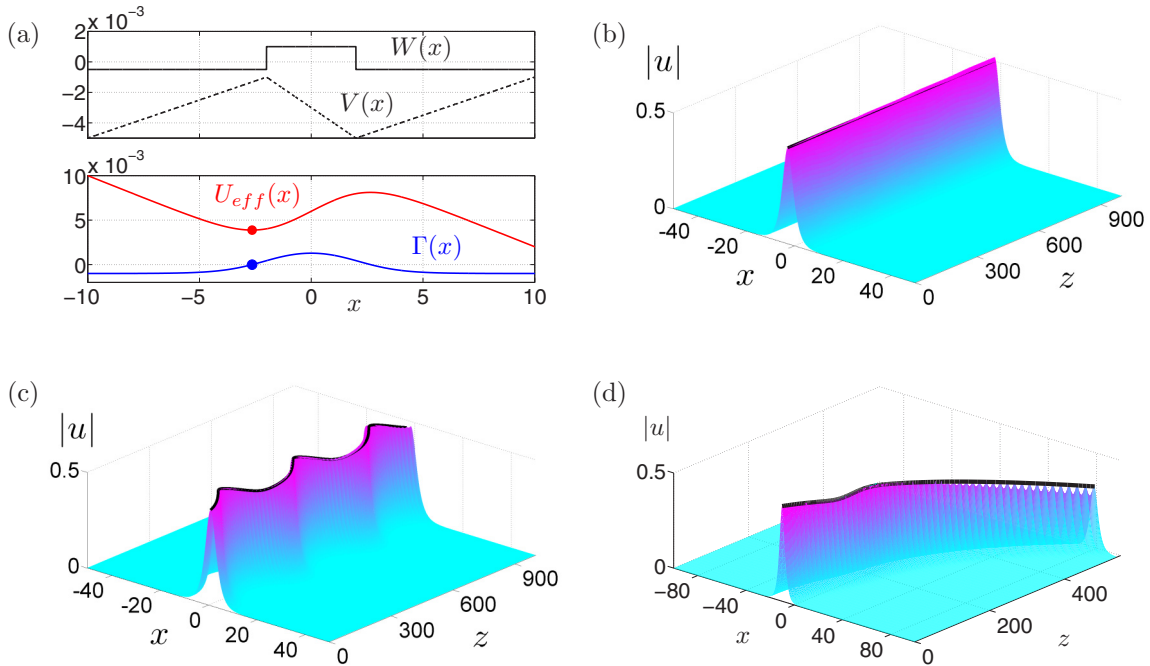 (a)
2 x 10⁻³
0
−2
−4
W(x)
V(x)
10 x 10⁻³
5
0
U_eff(x)
Γ(x)
−10 −5 0 5 10
x
(b)
|u|
0.5
0
-40 -20 0 20 40
x
0 300 600 900
z
(c)
|u|
0.5
0
-40 -20 0 20 40
x
0 300 600 900
z
(d)
|u|
0.5
0
−80 −40 0 40 80
x
0 200 400
z